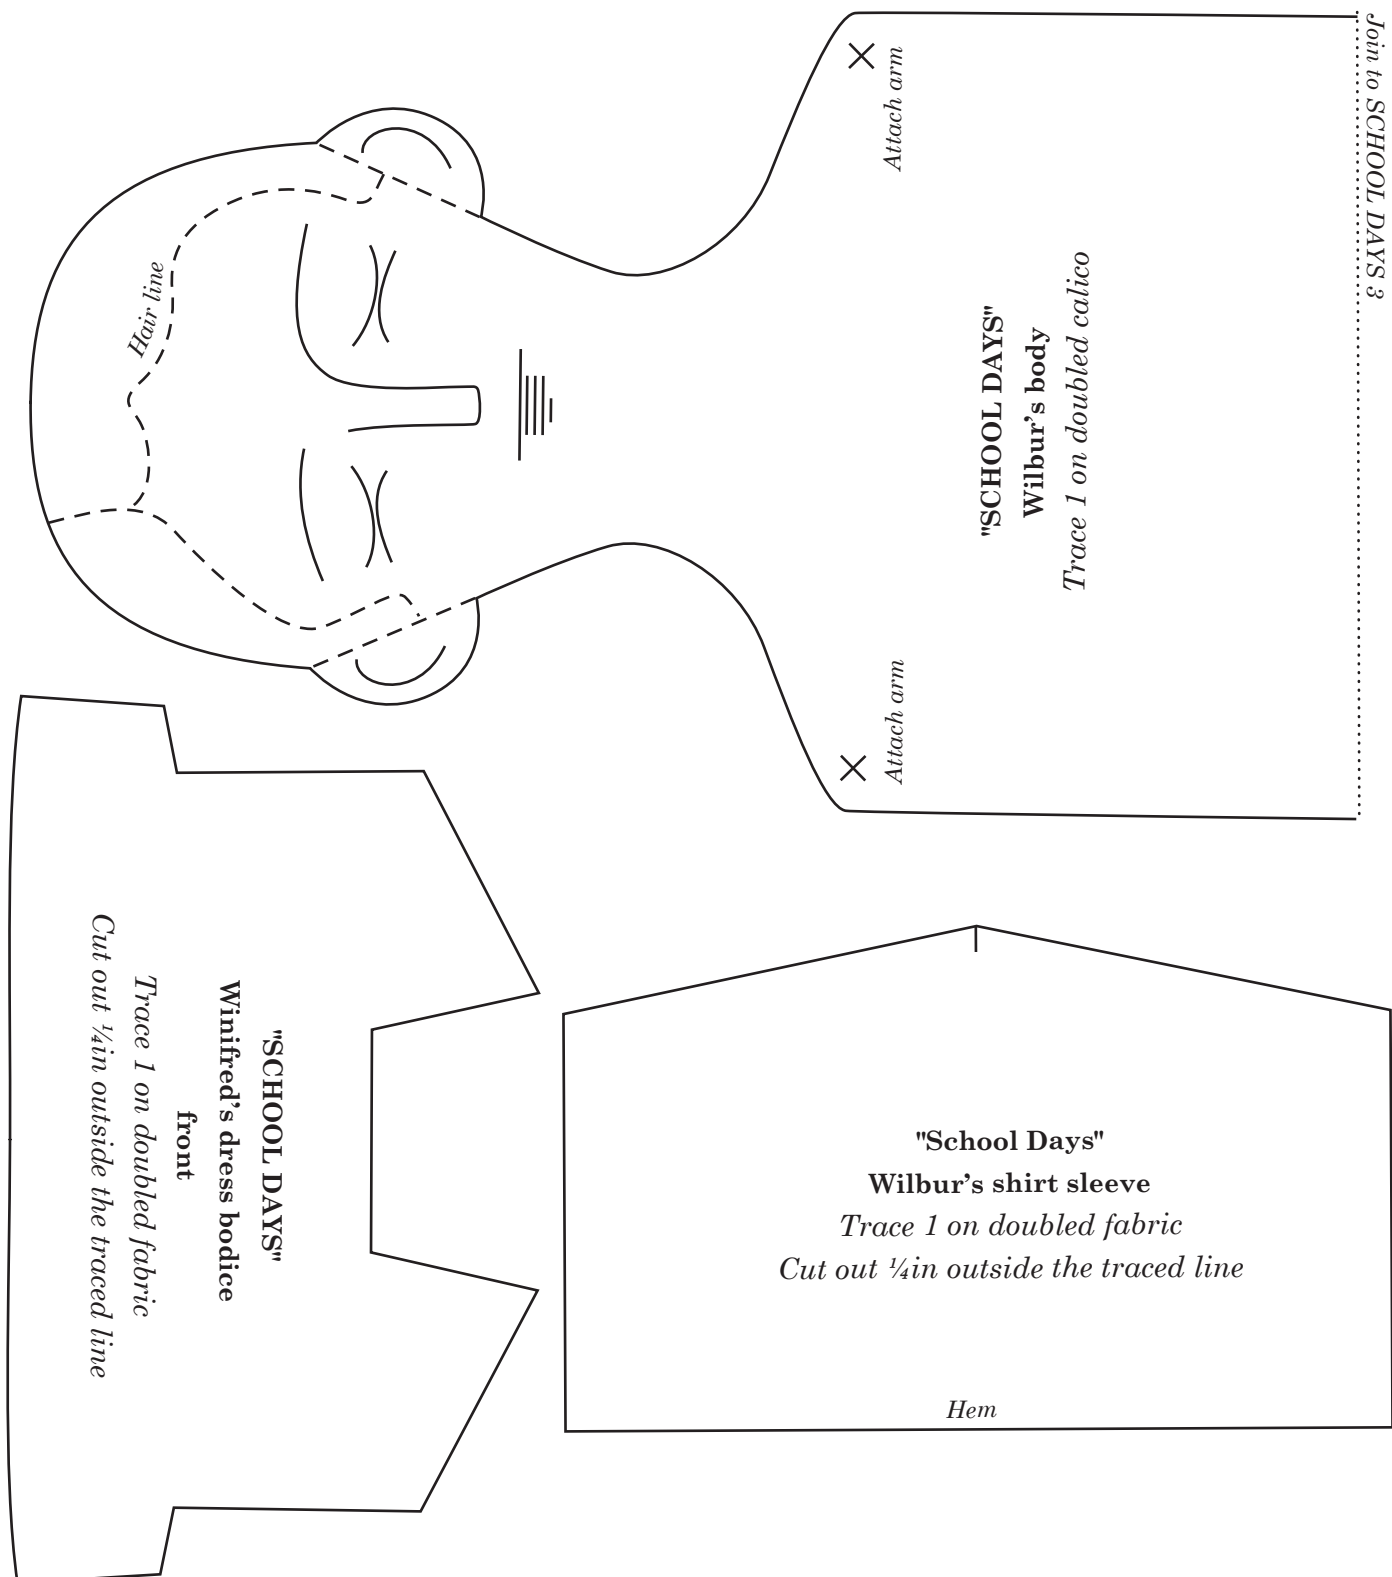 Join to SCHOOL DAYS 3
Attach arm
Hair line
"SCHOOL DAYS"
Wilbur's body
Trace 1 on doubled calico
Attach arm
"SCHOOL DAYS"
Winifred's dress bodice
front
Trace 1 on doubled fabric
Cut out ¼in outside the traced line
"School Days"
Wilbur's shirt sleeve
Trace 1 on doubled fabric
Cut out ¼in outside the traced line
Hem